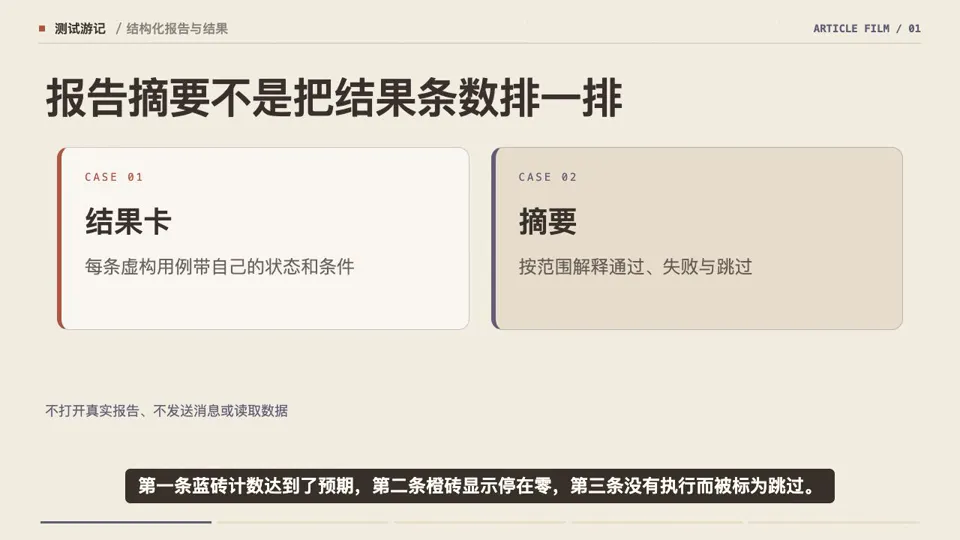 测试游记 / 结构化报告与结果
ARTICLE FILM / 01
报告摘要不是把结果条数排一排
CASE 01
结果卡
每条虚构用例带自己的状态和条件
CASE 02
摘要
按范围解释通过、失败与跳过
不打开真实报告、不发送消息或读取数据
第一条蓝砖计数达到了预期，第二条橙砖显示停在零，第三条没有执行而被标为跳过。